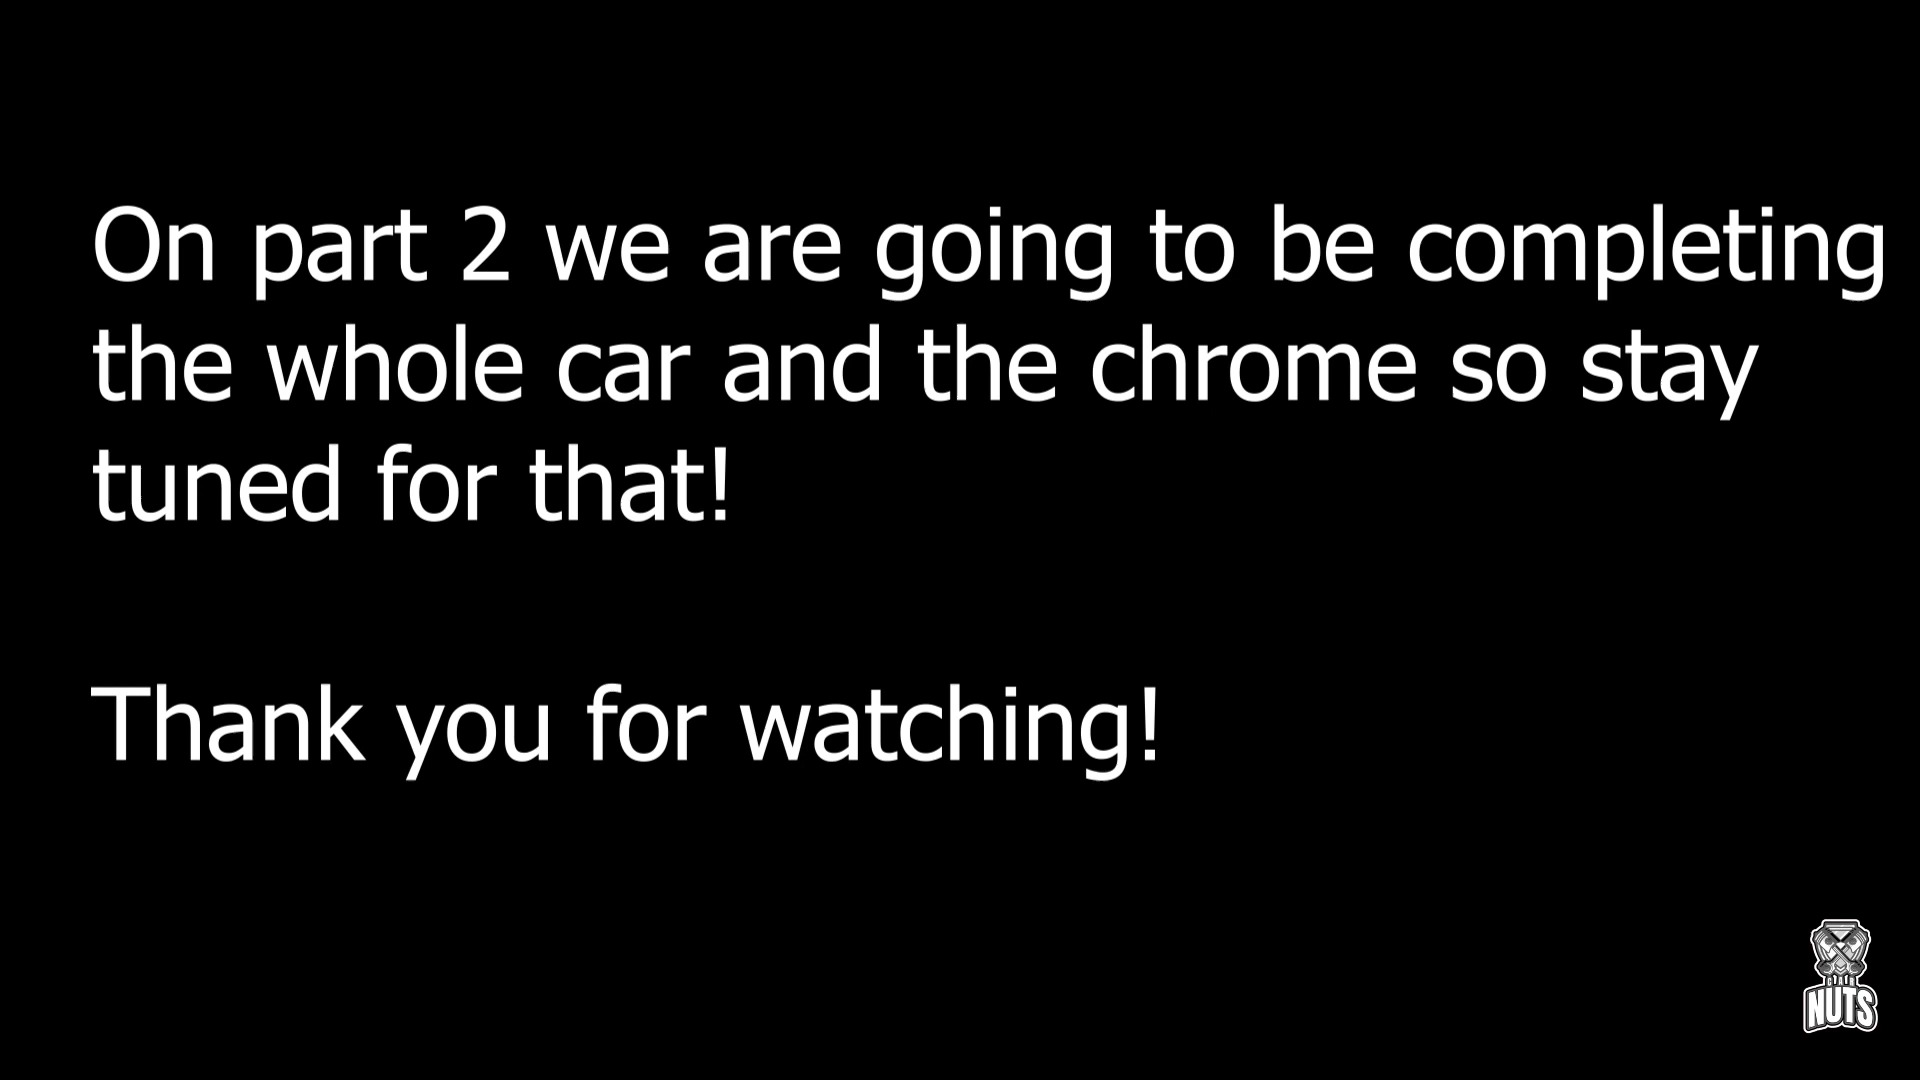 On part 2 we are going to be completing
the whole car and the chrome so stay
tuned for that!
Thank you for watching!
NUTS